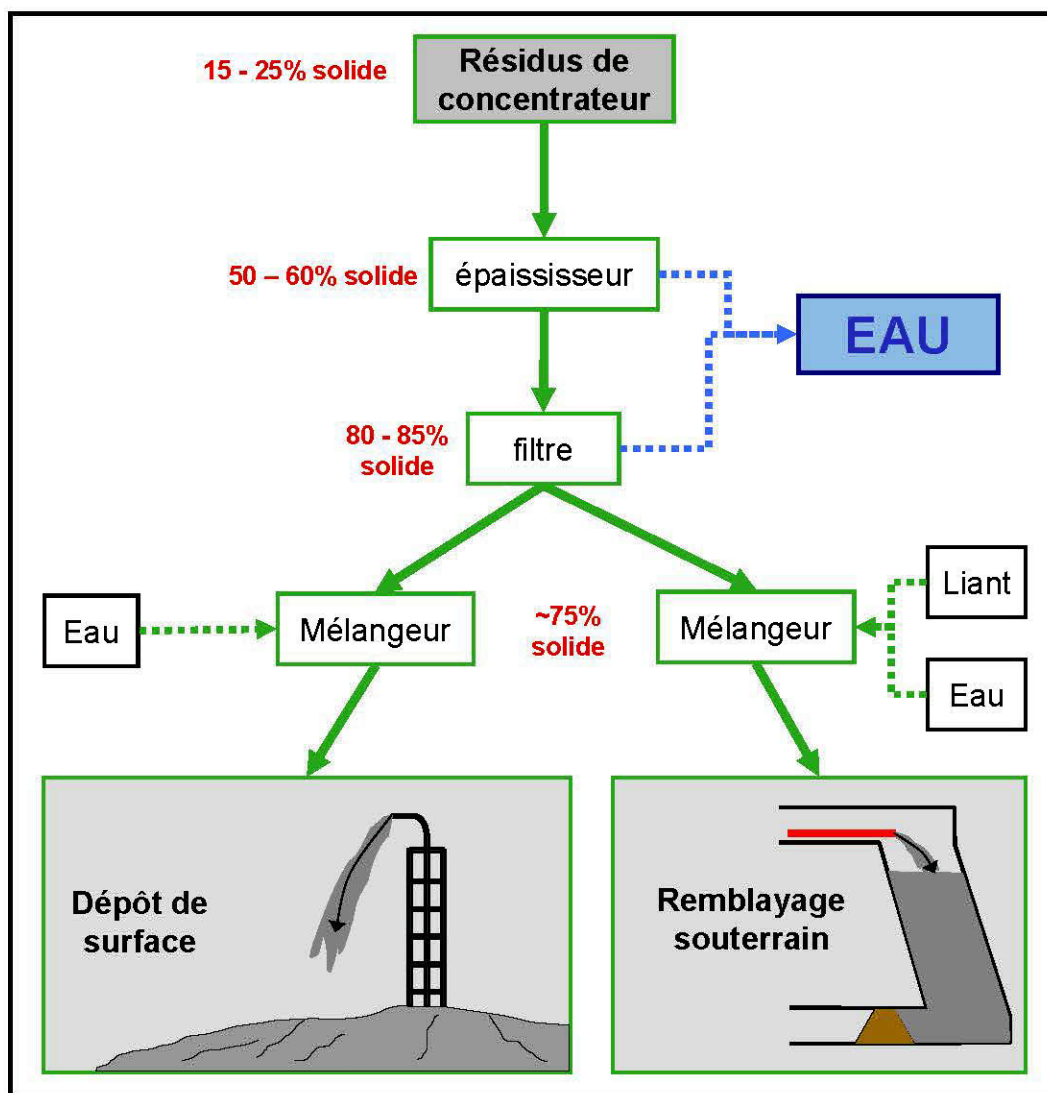 15 - 25% solide
Résidus de
concentrateur
50 – 60% solide
épaississeur
EAU
80 - 85%
solide
filtre
Eau
Mélangeur
~75%
solide
Mélangeur
Liant
Eau
Dépôt de
surface
Remblayage
souterrain